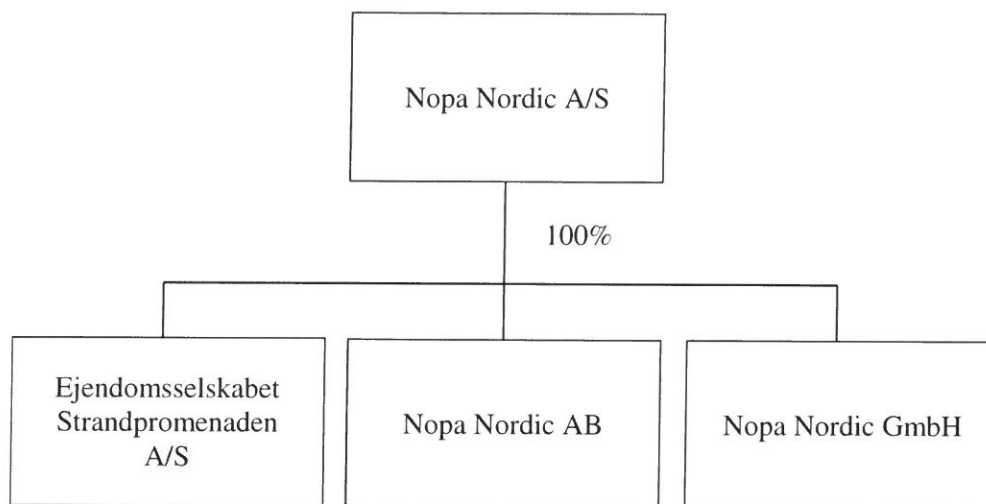 Nopa Nordic A/S
100%
Ejendomsselskabet
Strandpromenaden
A/S
Nopa Nordic AB
Nopa Nordic GmbH